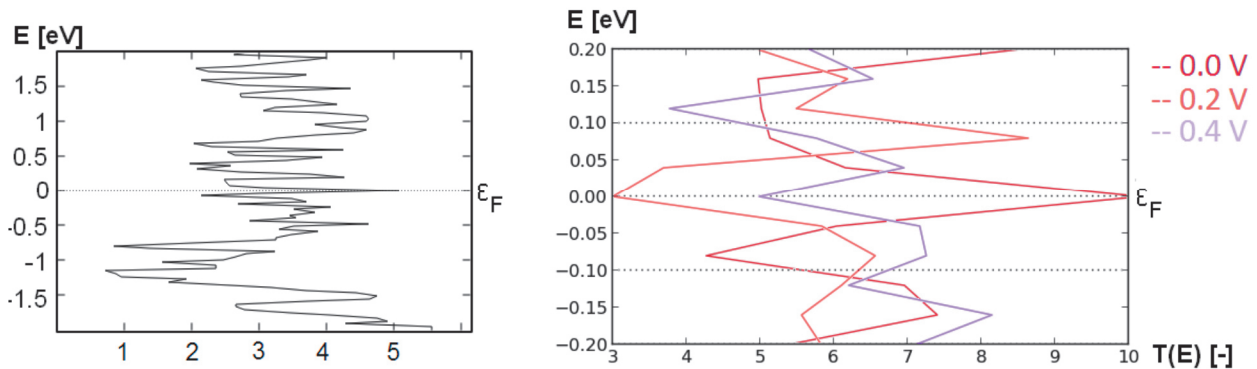 E [eV]
1.5
1
0.5
0
-0.5
-1
-1.5
1 2 3 4 5
εF
E [eV]
0.20
0.15
0.10
0.05
0.00
-0.05
-0.10
-0.15
-0.20
3 4 5 6 7 8 9 10
εF
T(E) [-]
-- 0.0 V
-- 0.2 V
-- 0.4 V